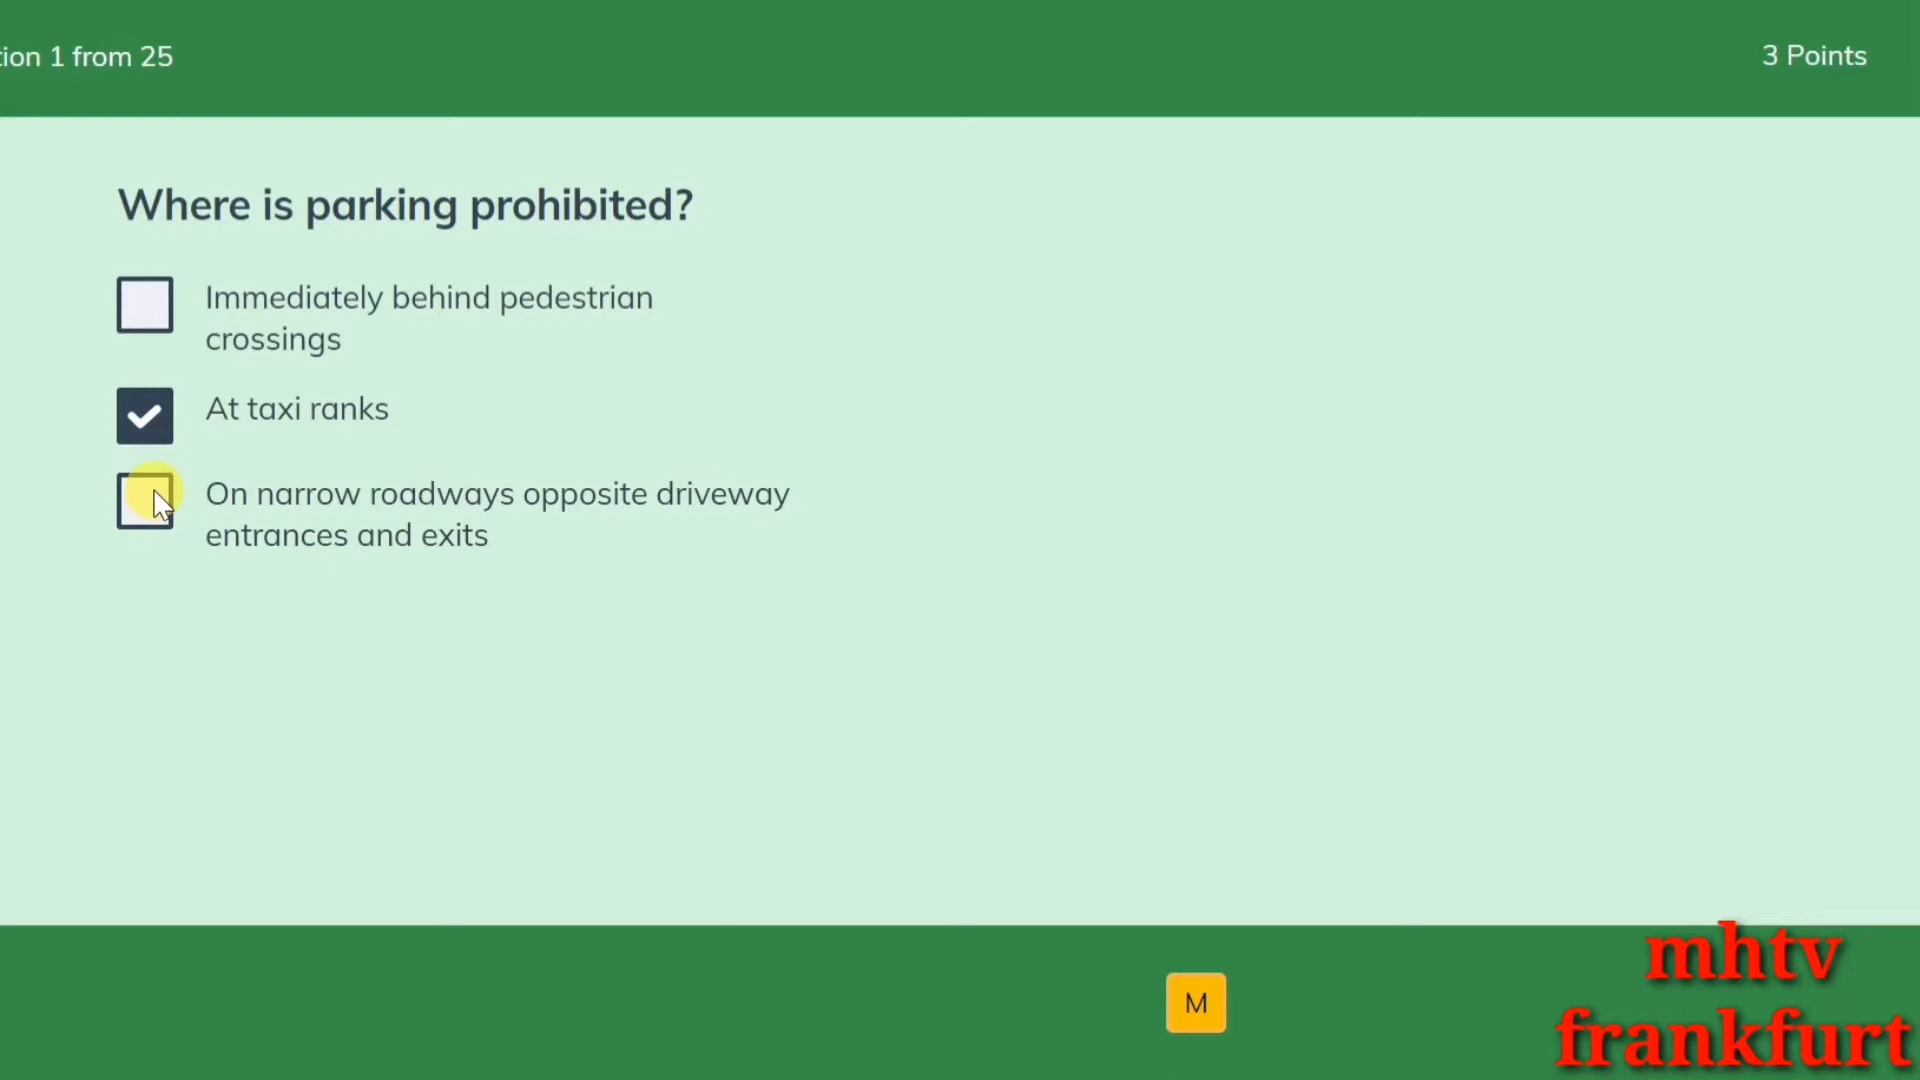 tion 1 from 25
3 Points
Where is parking prohibited?
Immediately behind pedestrian
crossings
At taxi ranks
On narrow roadways opposite driveway
entrances and exits
M
mhtv
frankfurt